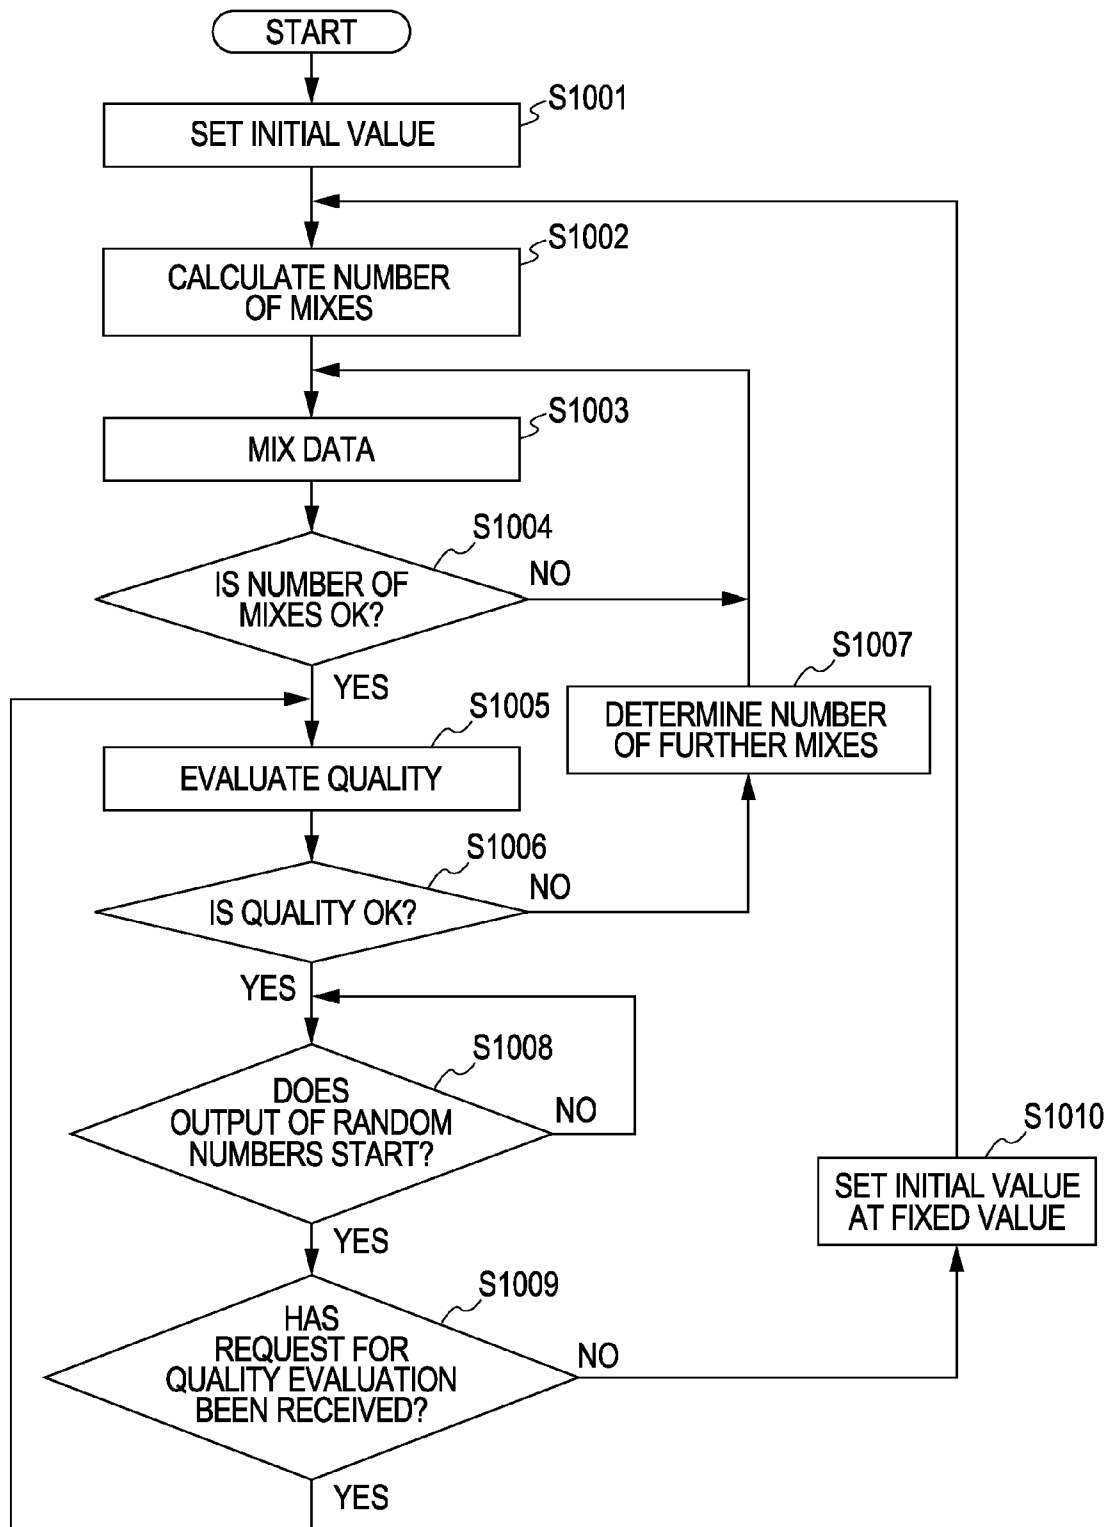 START
S1001
SET INITIAL VALUE
S1002
CALCULATE NUMBER
OF MIXES
S1003
MIX DATA
S1004
IS NUMBER OF
MIXES OK?
NO
YES
S1007
DETERMINE NUMBER
OF FURTHER MIXES
S1005
EVALUATE QUALITY
S1006
IS QUALITY OK?
NO
YES
S1008
DOES
OUTPUT OF RANDOM
NUMBERS START?
NO
YES
S1010
SET INITIAL VALUE
AT FIXED VALUE
S1009
HAS
REQUEST FOR
QUALITY EVALUATION
BEEN RECEIVED?
NO
YES